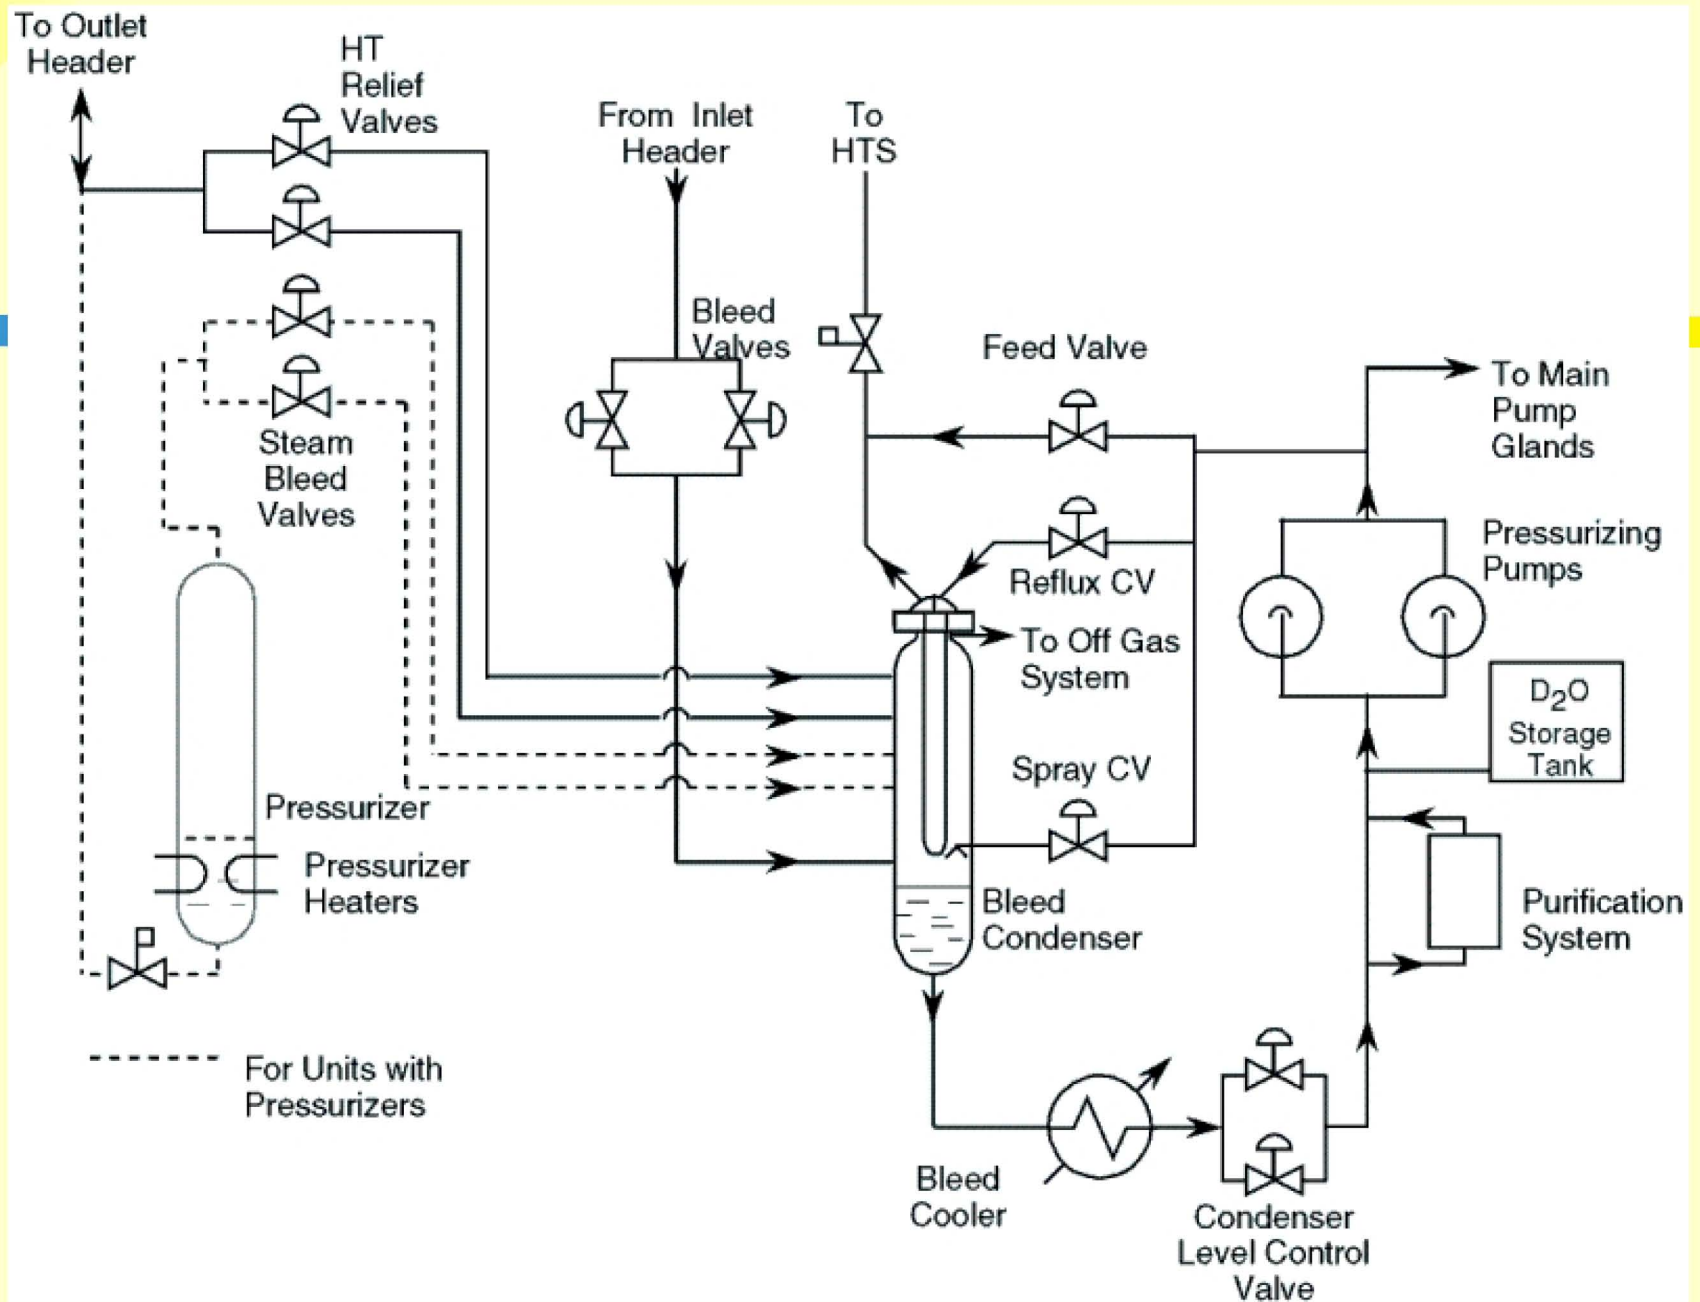 To Outlet
Header
HT
Relief
Valves
From Inlet
Header
To
HTS
Bleed
Valves
Feed Valve
To Main
Pump
Glands
Steam
Bleed
Valves
Reflux CV
Pressurizing
Pumps
To Off Gas
System
D2O
Storage
Tank
Spray CV
Pressurizer
Pressurizer
Heaters
Bleed
Condenser
Purification
System
For Units with
Pressurizers
Bleed
Cooler
Condenser
Level Control
Valve